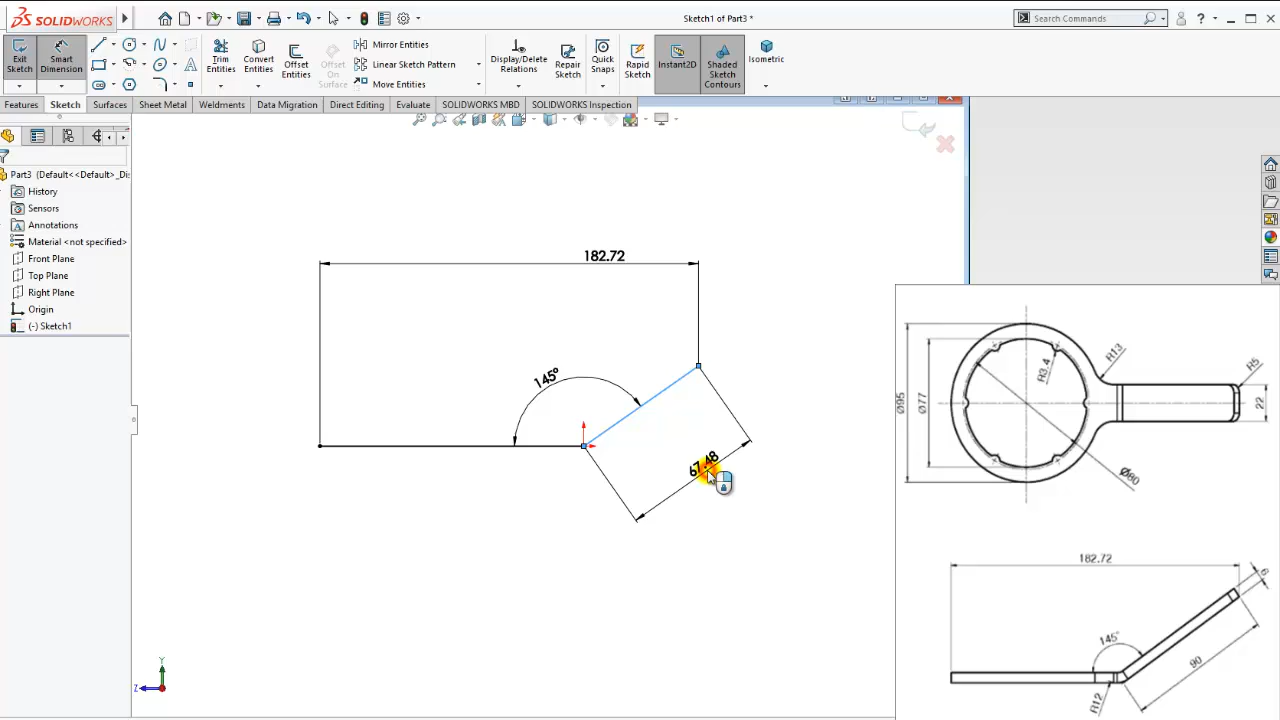 SOLIDWORKS
Sketch1 of Part3 *
Search Commands
?
Exit Sketch
Smart Dimension
Trim Entities
Convert Entities
Offset Entities
Offset On Surface
Mirror Entities
Linear Sketch Pattern
Move Entities
Display/Delete Relations
Repair Sketch
Quick Snaps
Rapid Sketch
Instant2D
Shaded Sketch Contours
Isometric
Features
Sketch
Surfaces
Sheet Metal
Weldments
Data Migration
Direct Editing
Evaluate
SOLIDWORKS MBD
SOLIDWORKS Inspection
Part3 (Default<<Default>_Dis
History
Sensors
Annotations
Material <not specified>
Front Plane
Top Plane
Right Plane
Origin
(-) Sketch1
182.72
145°
67.48
Y
Z
Ø95
Ø77
R3.4
R13
R5
22
Ø80
182.72
6
145°
90
R12